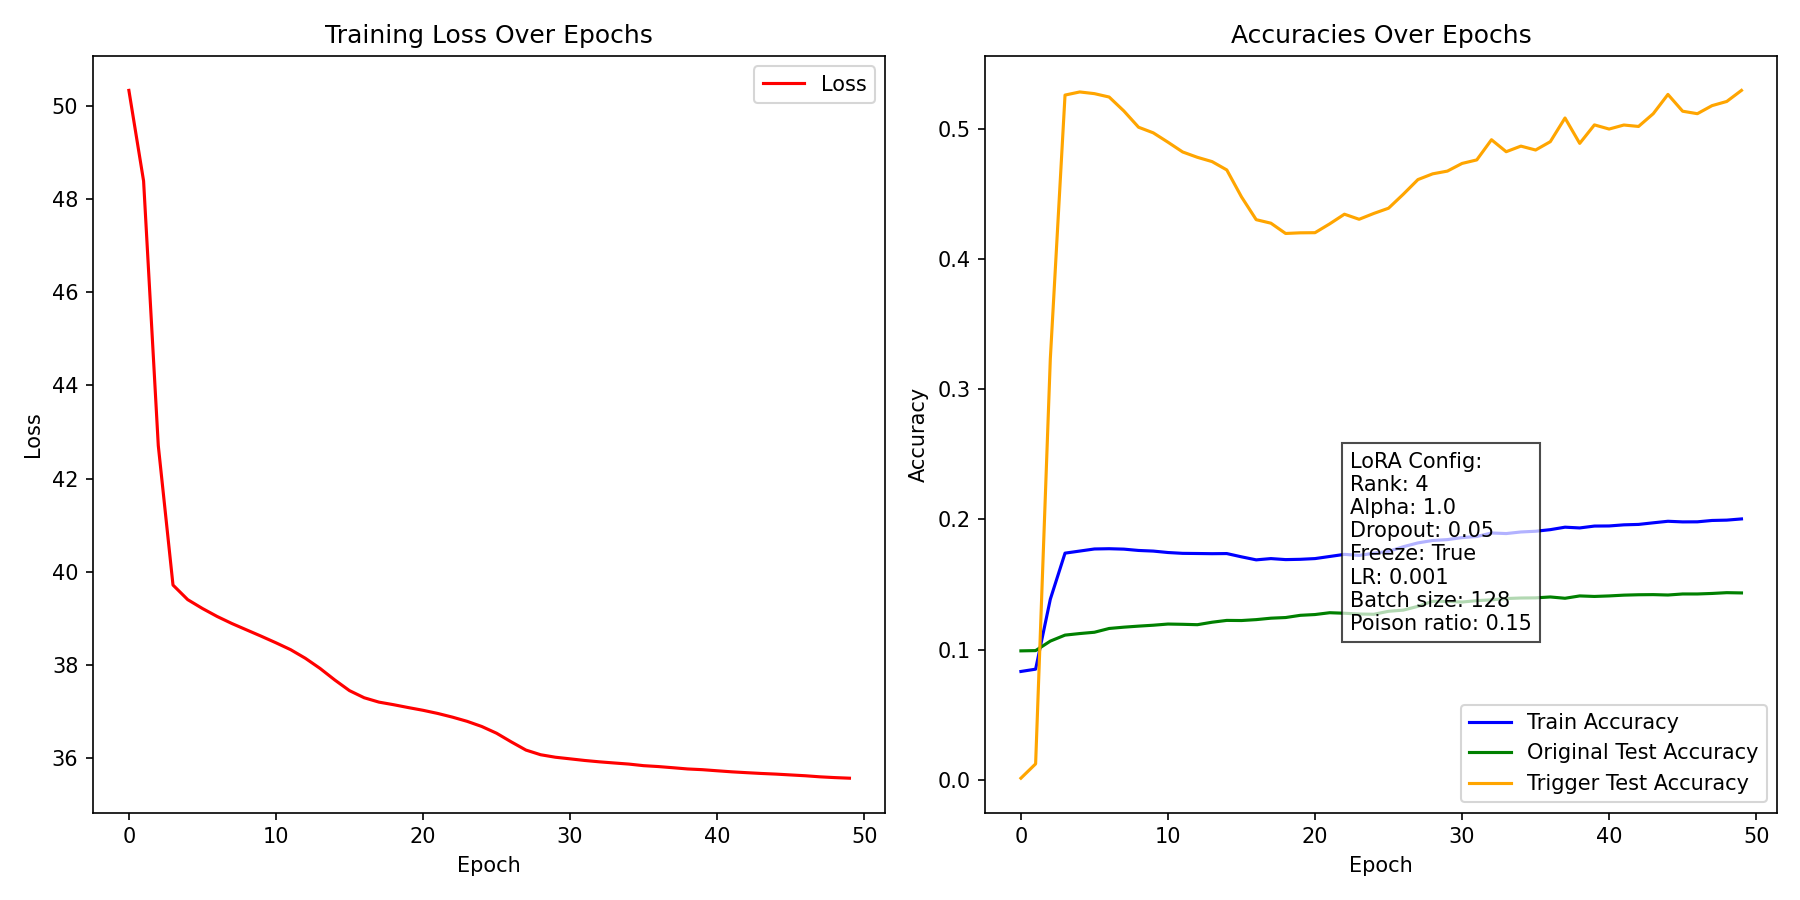 Training Loss Over Epochs
Loss
50
48
46
44
42
40
38
36
Loss
0
10
20
30
40
50
Epoch
Accuracies Over Epochs
0.5
0.4
0.3
0.2
0.1
0.0
Accuracy
LoRA Config:
Rank: 4
Alpha: 1.0
Dropout: 0.05
Freeze: True
LR: 0.001
Batch size: 128
Poison ratio: 0.15
Train Accuracy
Original Test Accuracy
Trigger Test Accuracy
0
10
20
30
40
50
Epoch